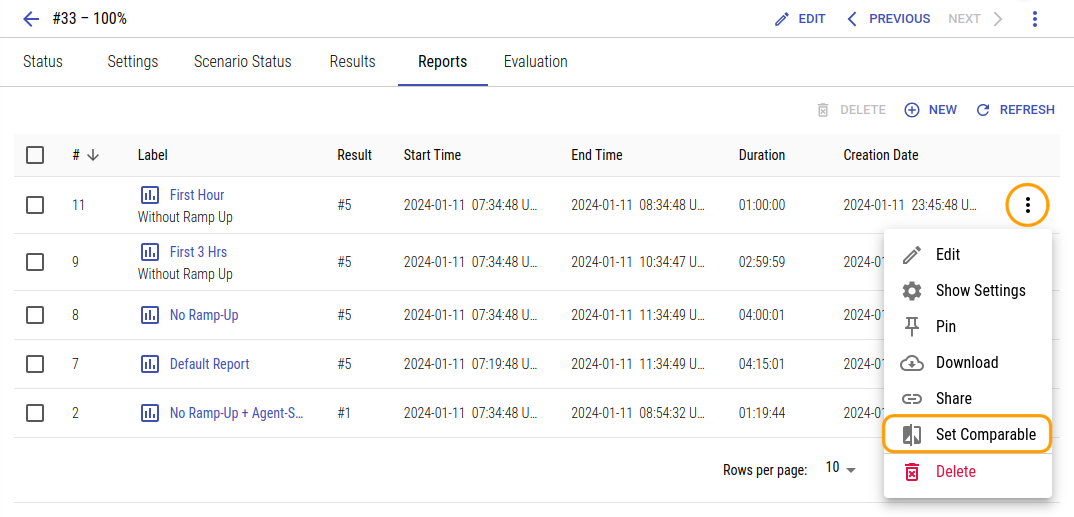 #33 – 100%
EDIT
PREVIOUS
NEXT
Status
Settings
Scenario Status
Results
Reports
Evaluation
DELETE
NEW
REFRESH
# Label Result Start Time End Time Duration Creation Date
11 First Hour #5 2024-01-11 07:34:48 U... 2024-01-11 08:34:48 U... 01:00:00 2024-01-11 23:45:48 U...
Without Ramp Up
9 First 3 Hrs #5 2024-01-11 07:34:48 U... 2024-01-11 10:34:47 U... 02:59:59 2024-01
Without Ramp Up
8 No Ramp-Up #5 2024-01-11 07:34:48 U... 2024-01-11 11:34:49 U... 04:00:01 2024-01
7 Default Report #5 2024-01-11 07:19:48 U... 2024-01-11 11:34:49 U... 04:15:01 2024-01
2 No Ramp-Up + Agent-S... #1 2024-01-11 07:34:48 U... 2024-01-11 08:54:32 U... 01:19:44 2024-01
Edit
Show Settings
Pin
Download
Share
Set Comparable
Delete
Rows per page: 10